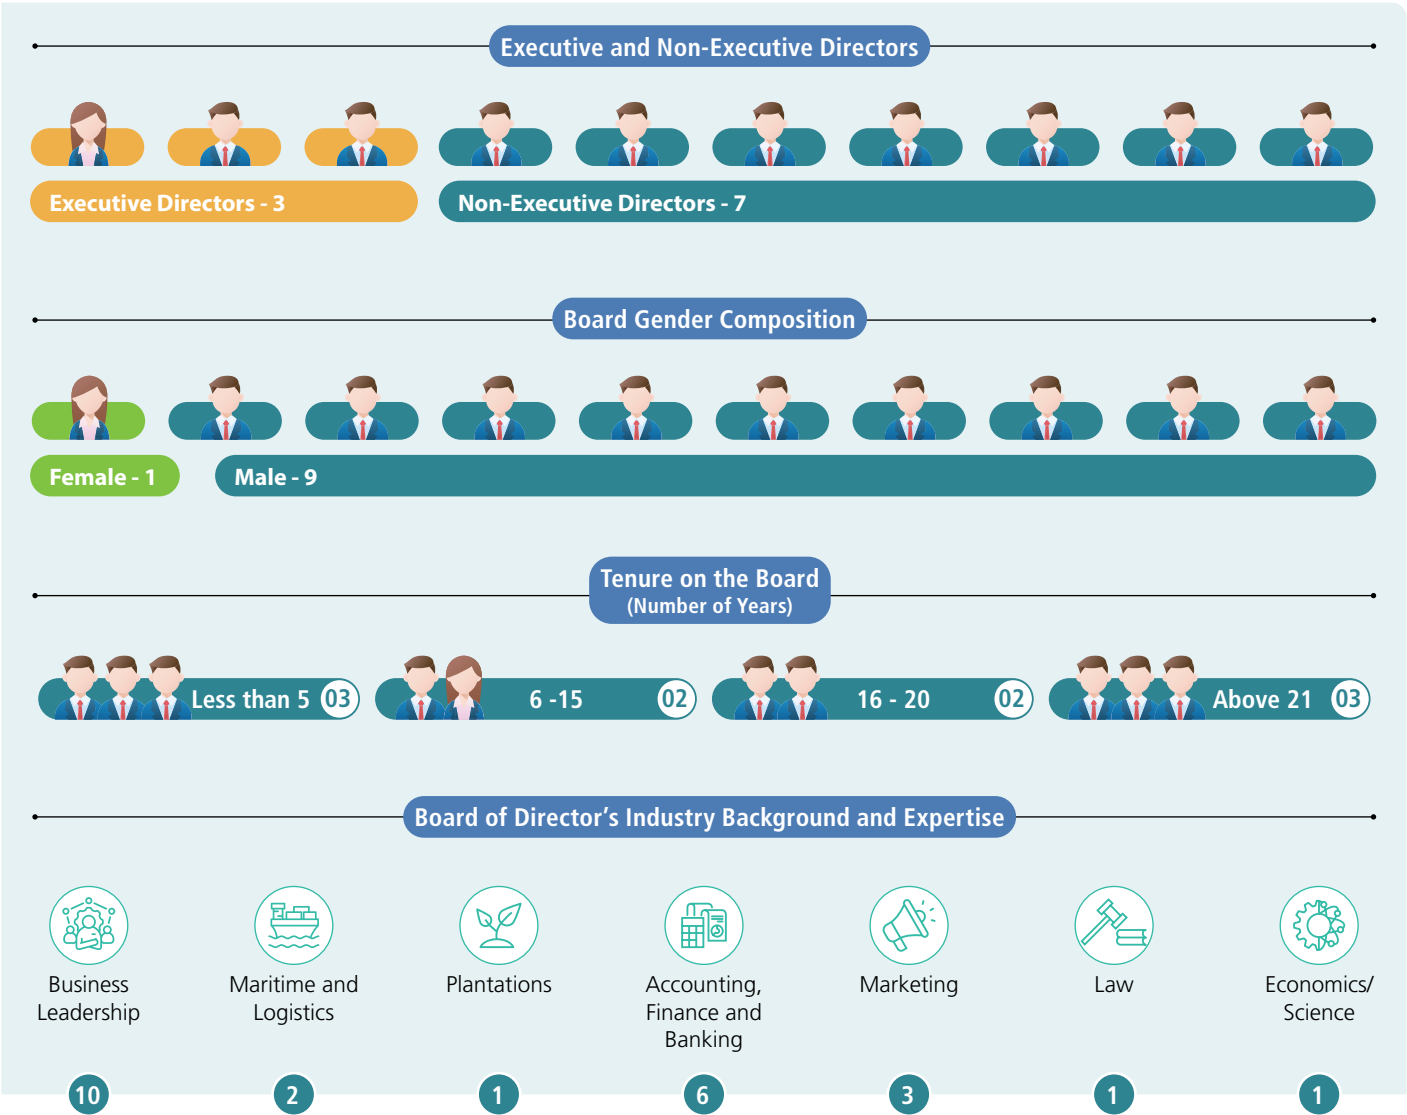 Executive and Non-Executive Directors
Executive Directors - 3
Non-Executive Directors - 7
Board Gender Composition
Female - 1
Male - 9
Tenure on the Board
(Number of Years)
Less than 5 03
6 -15 02
16 - 20 02
Above 21 03
Board of Director’s Industry Background and Expertise
Business
Leadership
10
Maritime and
Logistics
2
Plantations
1
Accounting,
Finance and
Banking
6
Marketing
3
Law
1
Economics/
Science
1